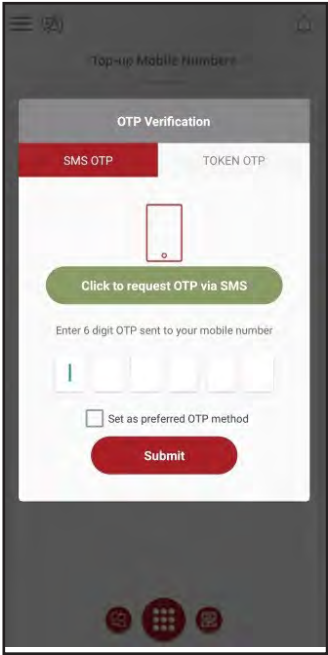 Top-up Mobile Numbers
OTP Verification
SMS OTP
TOKEN OTP
Click to request OTP via SMS
Enter 6 digit OTP sent to your mobile number
Set as preferred OTP method
Submit